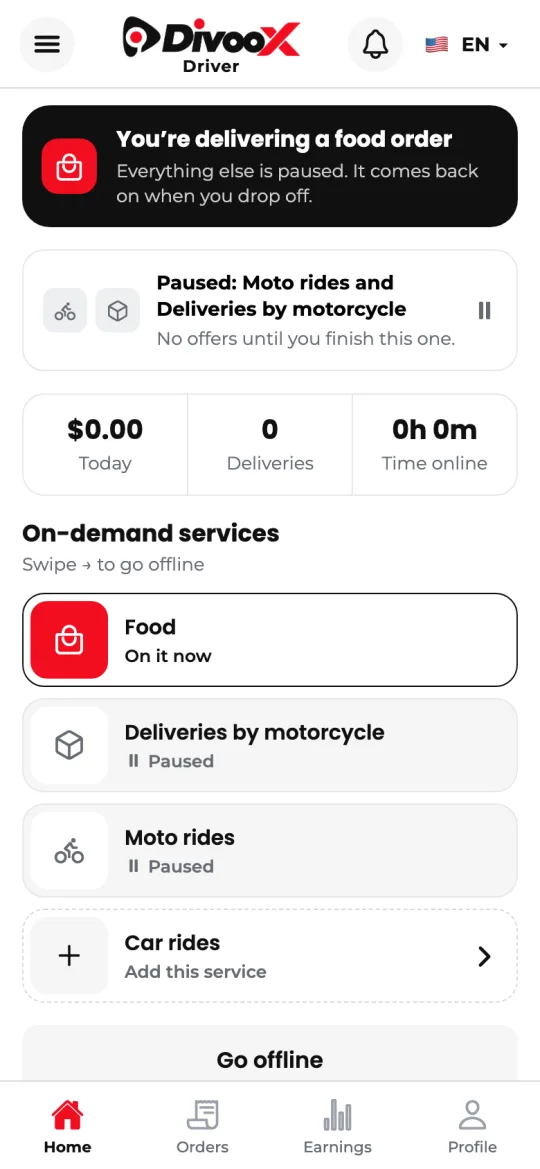 DivooX
Driver
EN
You’re delivering a food order
Everything else is paused. It comes back
on when you drop off.
Paused: Moto rides and
Deliveries by motorcycle
No offers until you finish this one.
$0.00
Today
0
Deliveries
0h 0m
Time online
On-demand services
Swipe → to go offline
Food
On it now
Deliveries by motorcycle
Paused
Moto rides
Paused
Car rides
Add this service
Go offline
Home
Orders
Earnings
Profile